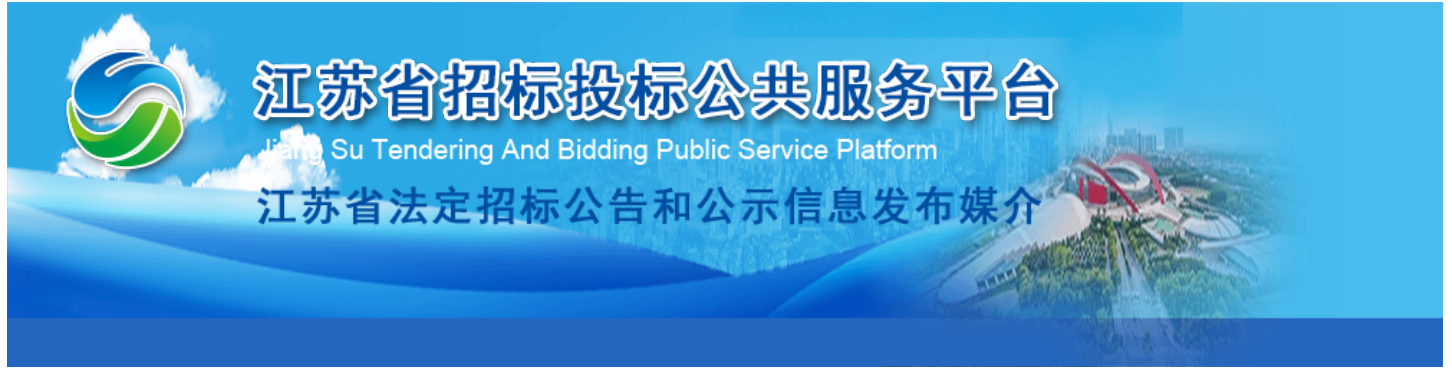 江苏省招标投标公共服务平台
Jiang Su Tendering And Bidding Public Service Platform
江苏省法定招标公告和公示信息发布媒介